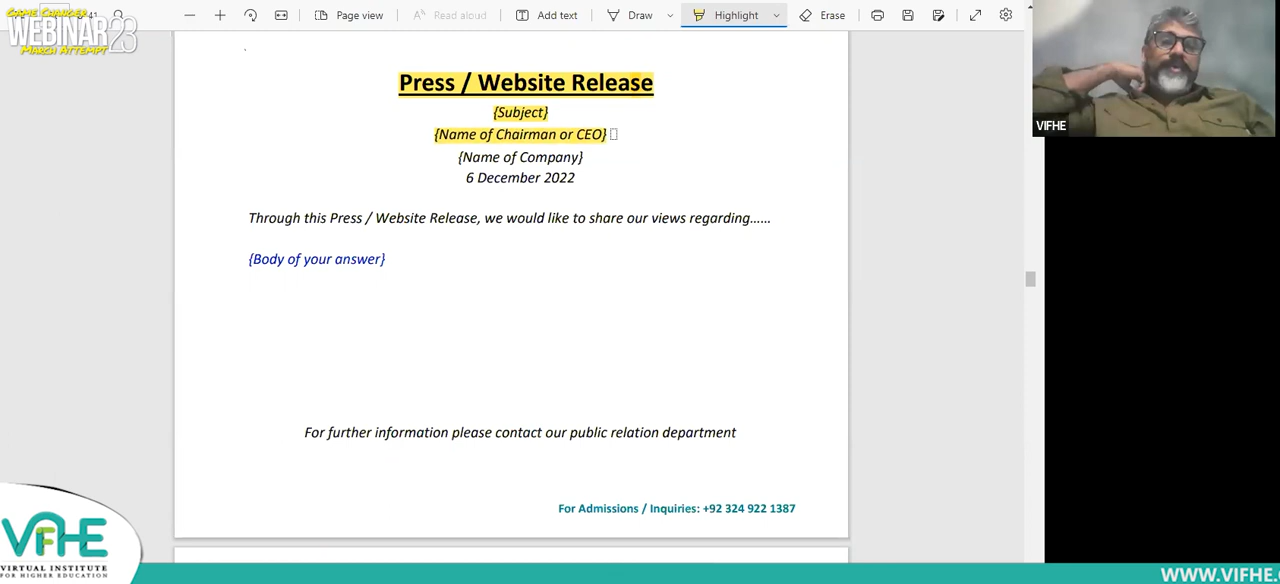 GAME CHANGER
WEBINAR 23
MARCH ATTEMPT
41
Page view
Read aloud
Add text
Draw
Highlight
Erase
Press / Website Release
{Subject}
{Name of Chairman or CEO}
{Name of Company}
6 December 2022
Through this Press / Website Release, we would like to share our views regarding......
{Body of your answer}
For further information please contact our public relation department
For Admissions / Inquiries: +92 324 922 1387
VIFHE
VIFHE
VIRTUAL INSTITUTE
FOR HIGHER EDUCATION
WWW.VIFHE.